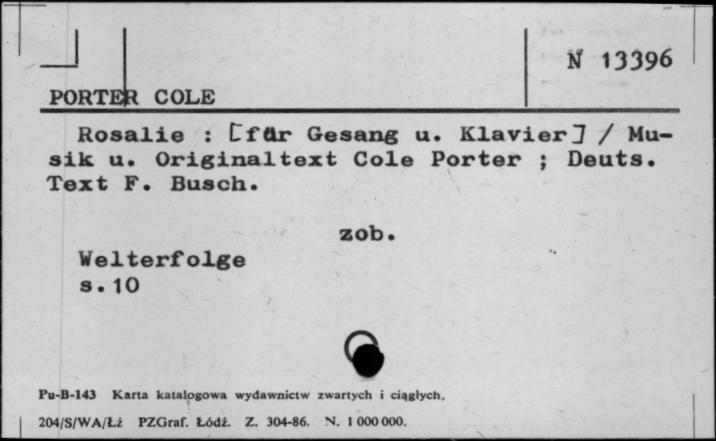 N 13396
PORTER COLE
Rosalie : [für Gesang u. Klavier] / Mu-
sik u. Originaltext Cole Porter ; Deuts.
Text F. Busch.
zob.
Welterfolge
s.10
Pu-B-143 Karta katalogowa wydawnictw zwartych i ciągłych.
204/S/WA/Łż PZGraf. Łódź. Z. 304-86. N. 1 000 000.